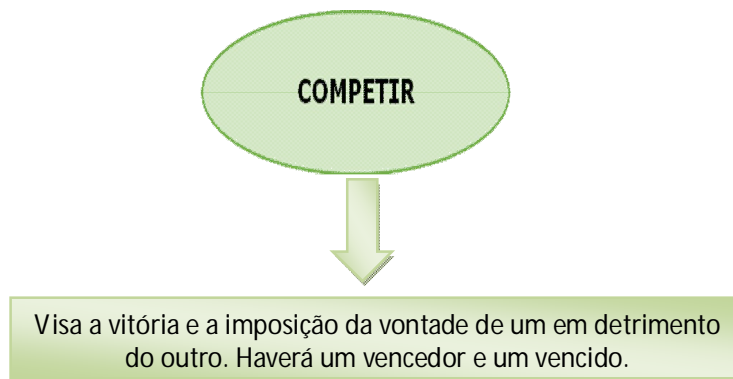 COMPETIR
Visa a vitória e a imposição da vontade de um em detrimento
do outro. Haverá um vencedor e um vencido.